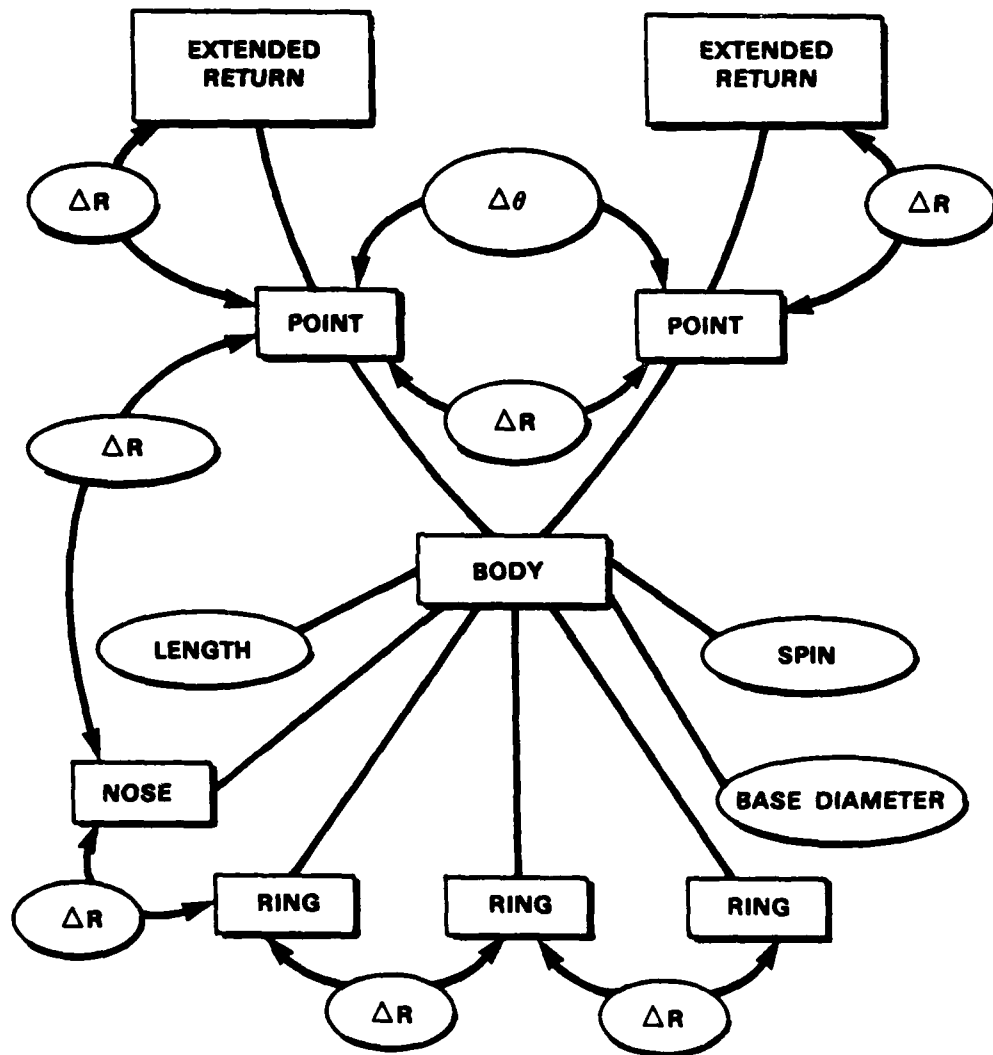 EXTENDED
RETURN
EXTENDED
RETURN
ΔR
Δθ
ΔR
POINT
POINT
ΔR
ΔR
BODY
LENGTH
SPIN
NOSE
BASE DIAMETER
ΔR
RING
RING
RING
ΔR
ΔR